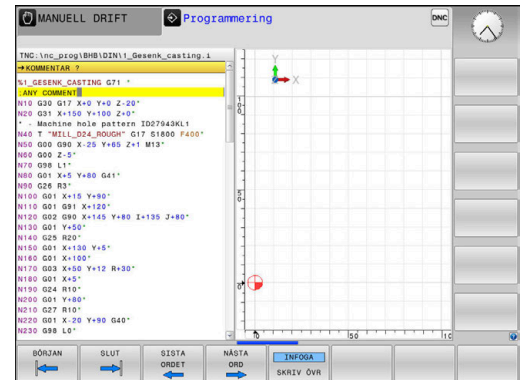 MANUELL DRIFT
Programmering
DNC
TNC:\nc_prog\BHB\DIN\1_Gesenk_casting.i
→KOMMENTAR ?
%1_GESENK_CASTING G71 *
;ANY COMMENT
N10 G30 G17 X+0 Y+0 Z-20*
N20 G31 X+150 Y+100 Z+0*
* - Machine hole pattern ID27943KL1
N40 T "MILL_D24_ROUGH" G17 S1800 F400*
N50 G00 G90 X-25 Y+65 Z+1 M13*
N60 G00 Z-5*
N70 G98 L1*
N80 G01 X+5 Y+80 G41*
N90 G26 R3*
N100 G01 X+15 Y+90*
N110 G01 G91 X+120*
N120 G02 G90 X+145 Y+80 I+135 J+80*
N130 G01 Y+50*
N140 G25 R20*
N150 G01 X+130 Y+5*
N160 G01 X+100*
N170 G03 X+50 Y+12 R+30*
N180 G01 X+5*
N190 G24 R10*
N200 G01 Y+80*
N210 G27 R10*
N220 G01 X-20 Y+90 G40*
N230 G98 L0*
Y
X
100
50
0
0
50
BÖRJAN
SLUT
SISTA ORDET
NÄSTA ORD
INFOGA
SKRIV ÖVR